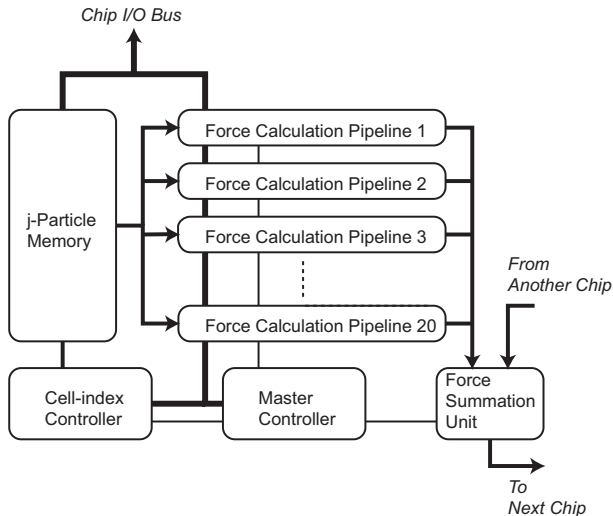 Chip I/O Bus
Force Calculation Pipeline 1
Force Calculation Pipeline 2
j-Particle
Memory
Force Calculation Pipeline 3
From
Another Chip
Force Calculation Pipeline 20
Cell-index
Controller
Master
Controller
Force
Summation
Unit
To
Next Chip